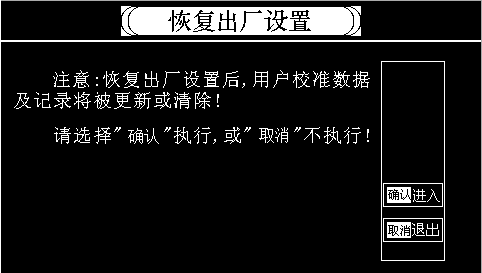 恢复出厂设置
注意:恢复出厂设置后,用户校准数据
及记录将被更新或清除!
请选择"确认"执行,或"取消"不执行!
确认进入
取消退出